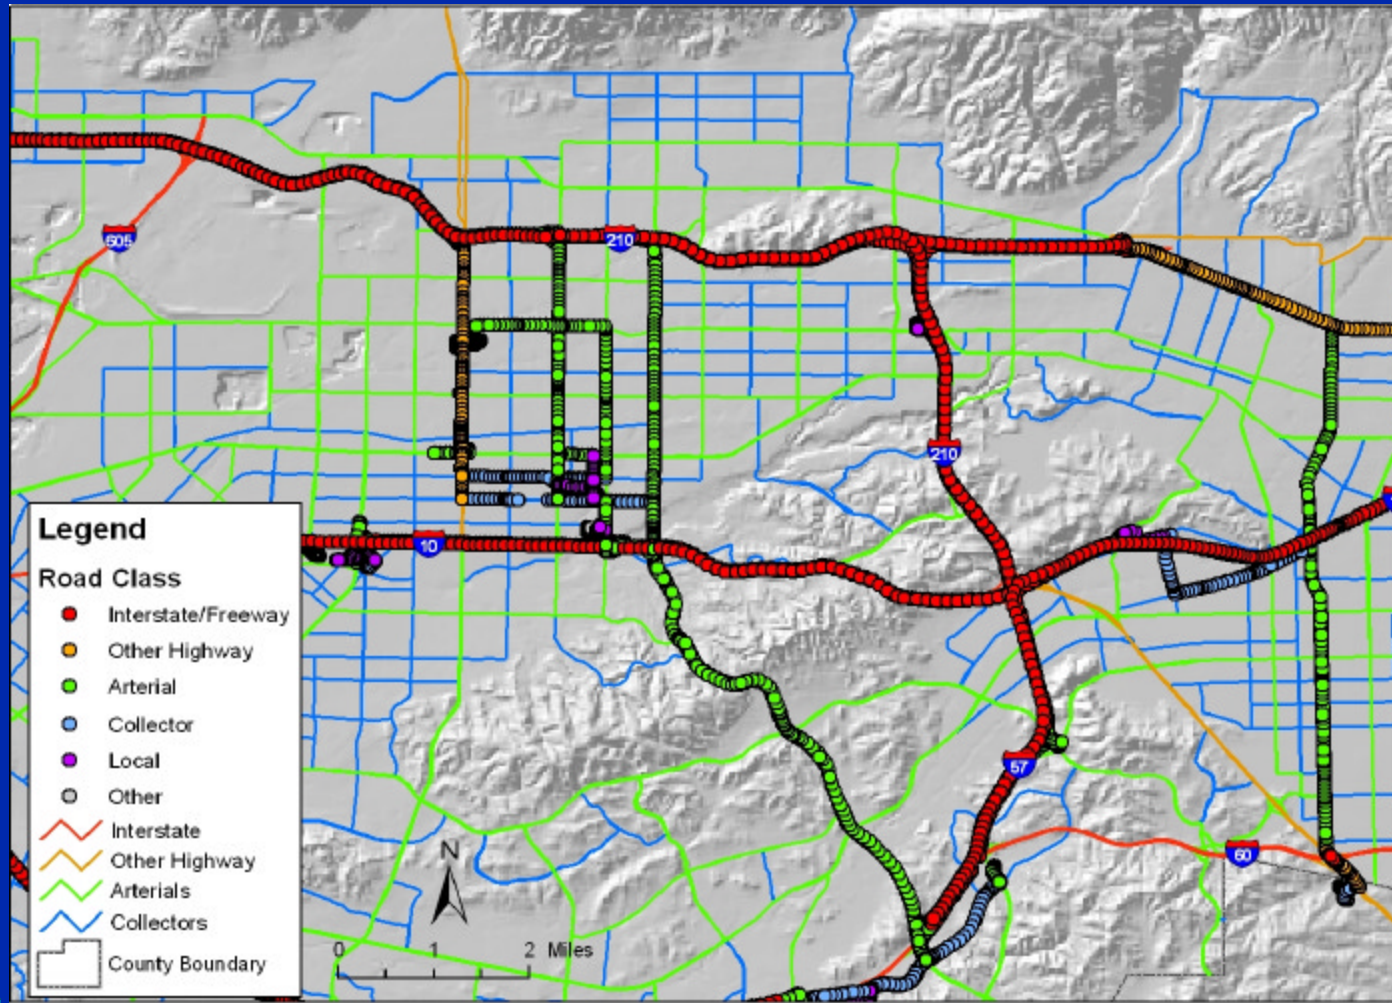 605
210
210
10
57
60
Legend
Road Class
Interstate/Freeway
Other Highway
Arterial
Collector
Local
Other
Interstate
Other Highway
Arterials
Collectors
County Boundary
N
0 1 2 Miles